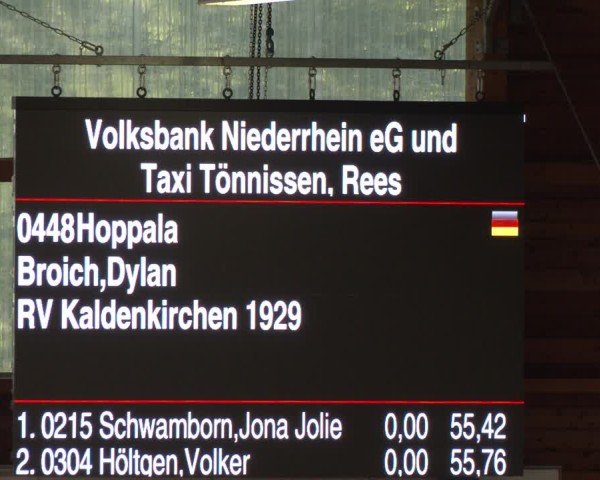 Volksbank Niederrhein eG und
Taxi Tönnissen, Rees
0448Hoppala
Broich,Dylan
RV Kaldenkirchen 1929
1. 0215 Schwamborn,Jona Jolie 0,00 55,42
2. 0304 Höltgen,Volker 0,00 55,76